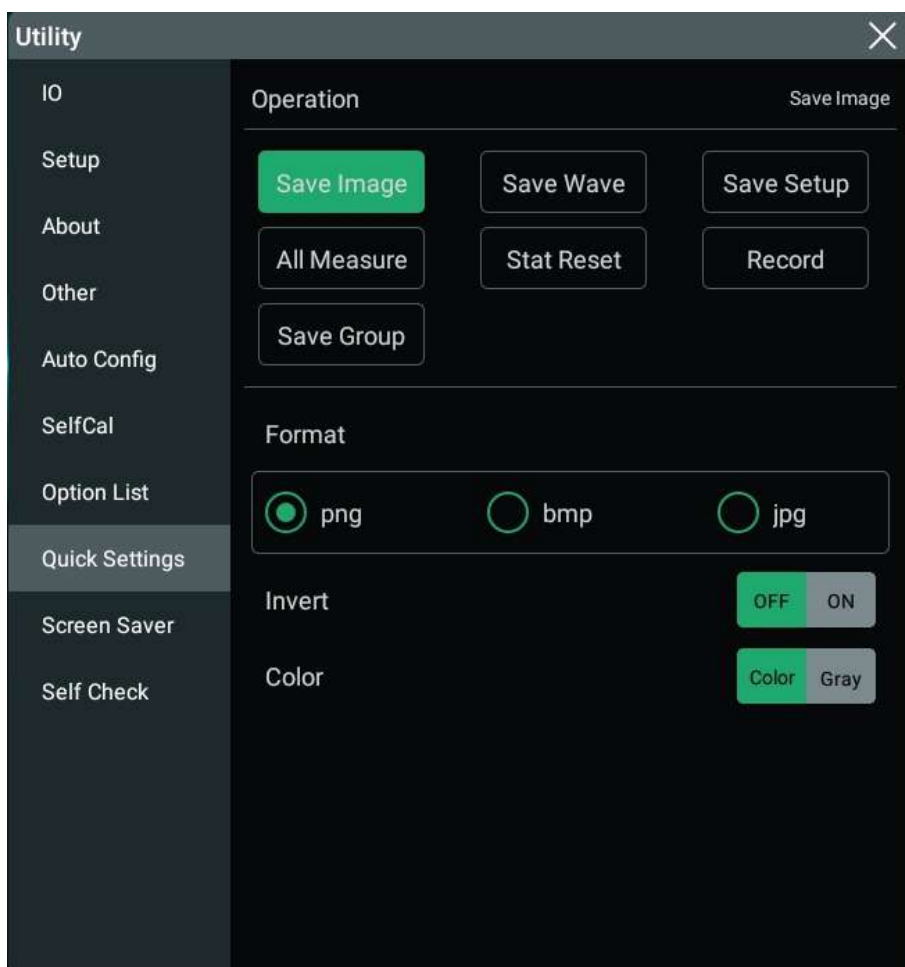 Utility
IO
Setup
About
Other
Auto Config
SelfCal
Option List
Quick Settings
Screen Saver
Self Check
Operation Save Image
Save Image Save Wave Save Setup
All Measure Stat Reset Record
Save Group
Format
png bmp jpg
Invert OFF ON
Color Color Gray